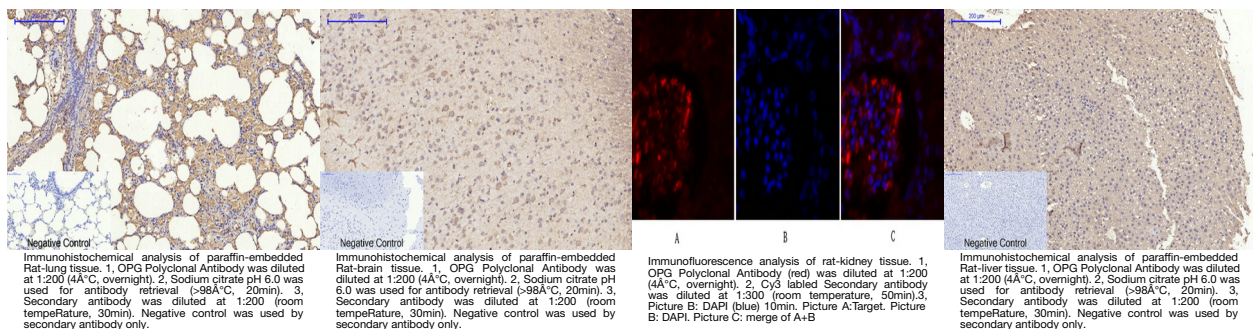 200 μm
Negative Control
Immunohistochemical analysis of paraffin-embedded
Rat-lung tissue. 1, OPG Polyclonal Antibody was
diluted at 1:200 (4Â°C, overnight). 2, Sodium citrate pH 6.0 was
used for antibody retrieval (>98Â°C, 20min). 3,
Secondary antibody was diluted at 1:200 (room
tempeRature, 30min). Negative control was used by
secondary antibody only.
200 μm
Negative Control
Immunohistochemical analysis of paraffin-embedded
Rat-brain tissue. 1, OPG Polyclonal Antibody was
diluted at 1:200 (4Â°C, overnight). 2, Sodium citrate pH
6.0 was used for antibody retrieval (>98Â°C, 20min). 3,
Secondary antibody was diluted at 1:200 (room
tempeRature, 30min). Negative control was used by
secondary antibody only.
A B C
Immunofluorescence analysis of rat-kidney tissue. 1,
OPG Polyclonal Antibody (red) was diluted at 1:200
(4Â°C, overnight). 2, Cy3 labled Secondary antibody
was diluted at 1:300 (room temperature, 50min).3,
Picture B: DAPI (blue) 10min. Picture A:Target. Picture
B: DAPI. Picture C: merge of A+B
200 μm
Negative Control
Immunohistochemical analysis of paraffin-embedded
Rat-liver tissue. 1, OPG Polyclonal Antibody was diluted
at 1:200 (4Â°C, overnight). 2, Sodium citrate pH 6.0 was
used for antibody retrieval (>98Â°C, 20min). 3,
Secondary antibody was diluted at 1:200 (room
tempeRature, 30min). Negative control was used by
secondary antibody only.